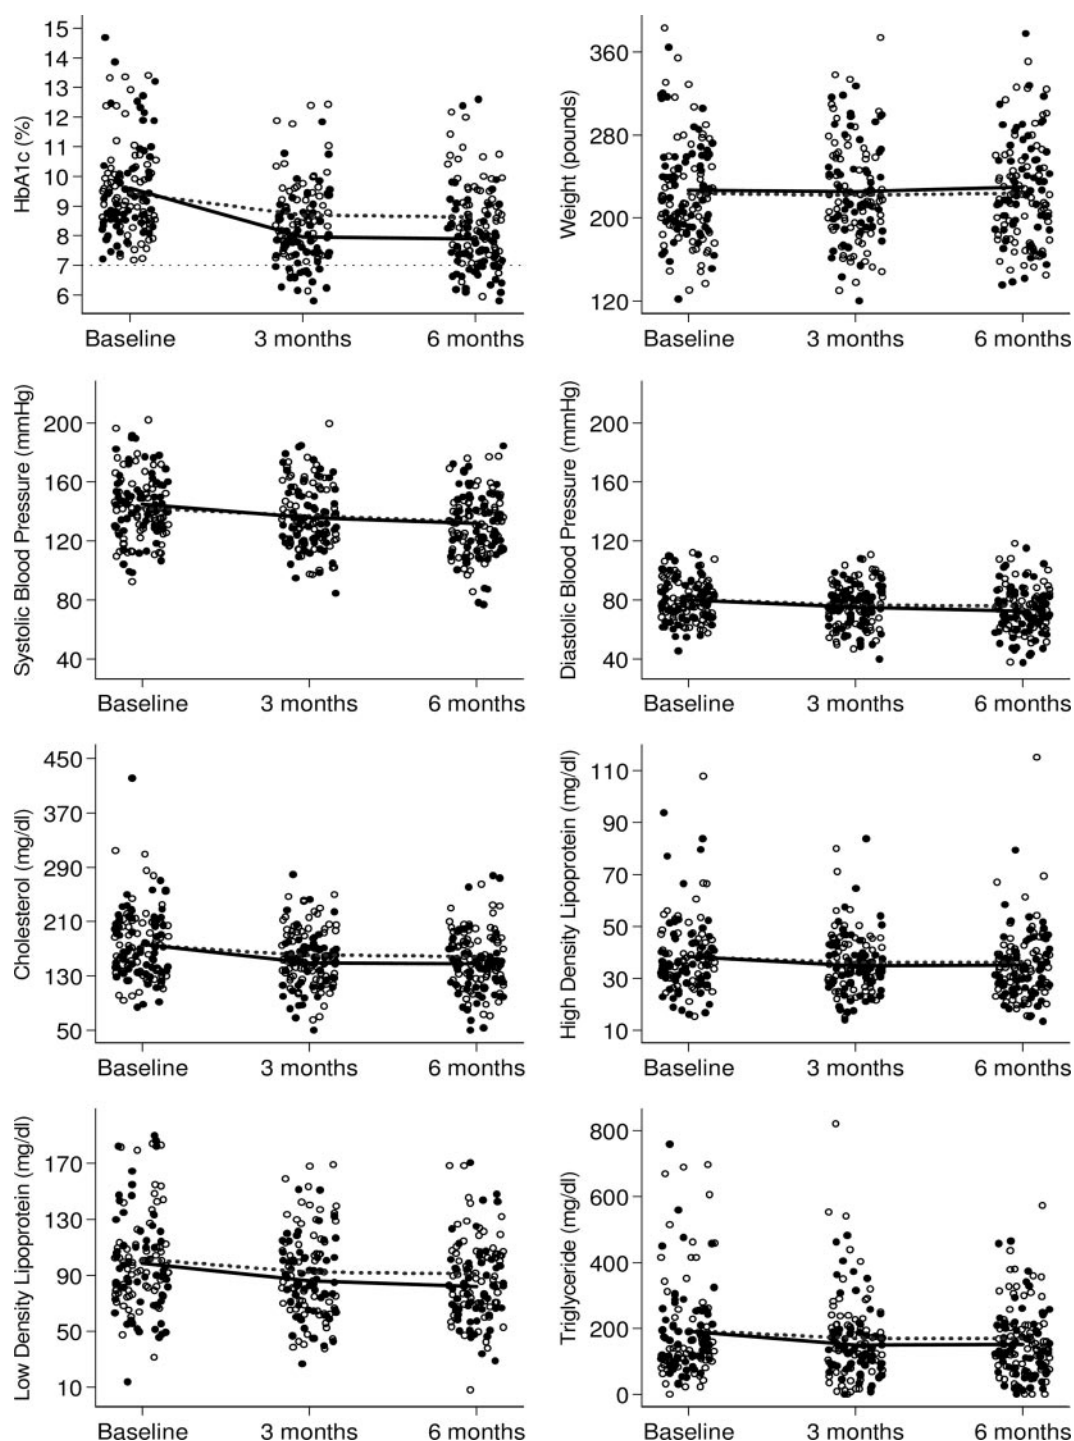 HbA1c (%)
15
14
13
12
11
10
9
8
7
6
Baseline 3 months 6 months
Weight (pounds)
360
280
200
120
Baseline 3 months 6 months
Systolic Blood Pressure (mmHg)
200
160
120
80
40
Baseline 3 months 6 months
Diastolic Blood Pressure (mmHg)
200
160
120
80
40
Baseline 3 months 6 months
Cholesterol (mg/dl)
450
370
290
210
130
50
Baseline 3 months 6 months
High Density Lipoprotein (mg/dl)
110
90
70
50
30
10
Baseline 3 months 6 months
Low Density Lipoprotein (mg/dl)
170
130
90
50
10
Baseline 3 months 6 months
Triglyceride (mg/dl)
800
600
400
200
0
Baseline 3 months 6 months